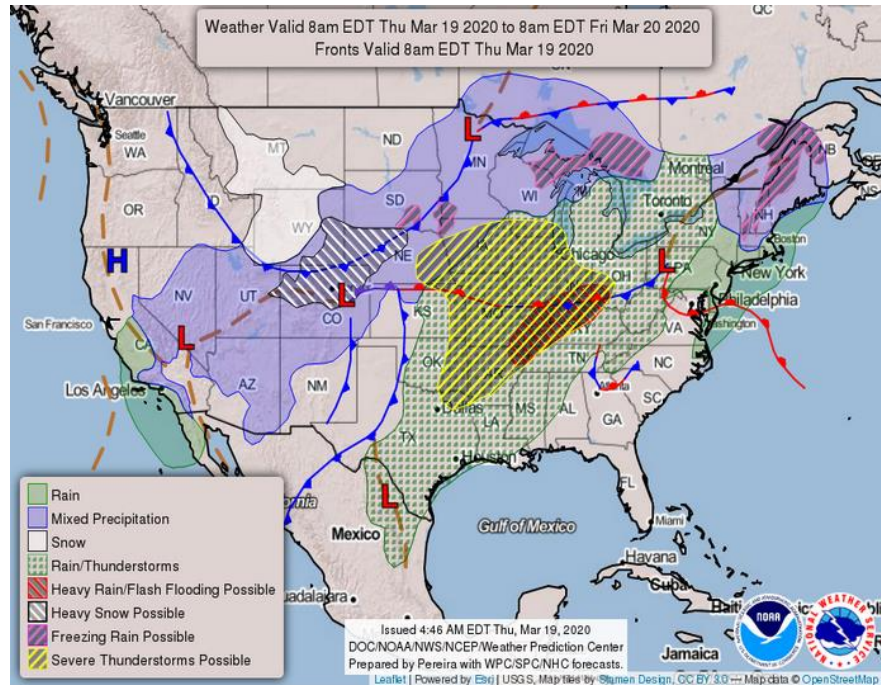 Weather Valid 8am EDT Thu Mar 19 2020 to 8am EDT Fri Mar 20 2020
Fronts Valid 8am EDT Thu Mar 19 2020
QC
Vancouver
Seattle
WA
MT
ND
MN
L
Montreal
NB
NS
OR
ID
SD
WI
Toronto
NH
WY
NY
Boston
H
NE
IA
Chicago
OH
L
PA
New York
NV
UT
CO
L
KS
MO
Philadelphia
San Francisco
CA
L
VA
Washington
Los Angeles
AZ
NM
OK
TN
NC
Atlanta
SC
Dallas
MS
AL
GA
TX
LA
Houston
FL
L
Mexico
Gulf of Mexico
Miami
Havana
Cuba
Jamaica
Rain
Mixed Precipitation
Snow
Rain/Thunderstorms
Heavy Rain/Flash Flooding Possible
Heavy Snow Possible
Freezing Rain Possible
Severe Thunderstorms Possible
Issued 4:46 AM EDT Thu, Mar 19, 2020
DOC/NOAA/NWS/NCEP/Weather Prediction Center
Prepared by Pereira with WPC/SPC/NHC forecasts.
Leaflet | Powered by Esri | USGS, Map tiles by Stamen Design, CC BY 3.0 — Map data © OpenStreetMap
NOAA
NATIONAL WEATHER SERVICE